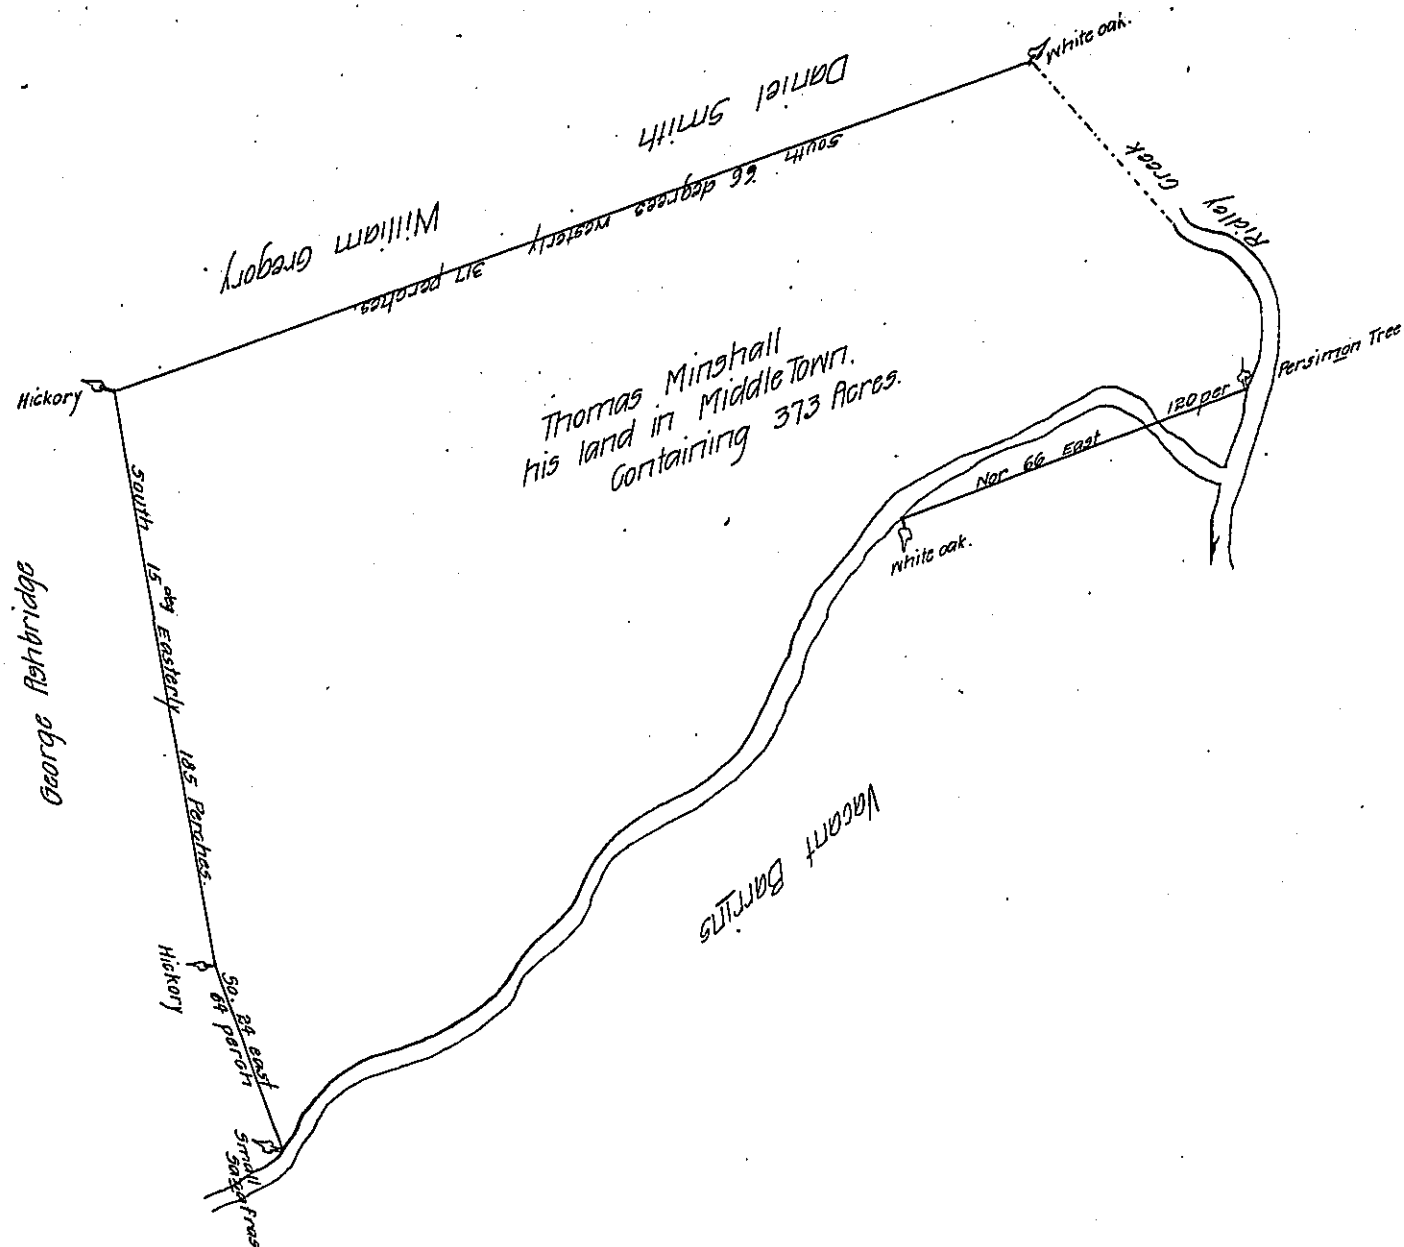 White oak.
Daniel Smith
South 66 degrees westerly 317 perches.
William Gregory.
Ridley Creek
Hickory
Thomas Minshall
his land in Middle Town.
Containing 373 Acres.
Persimon Tree
120 per
Nor 66 East
White oak.
South 15 deg Easterly 185 Perches.
George Ashbridge
Vacant Barrins
Hickory
So. 24 east
64 perch
Small
Sassafras